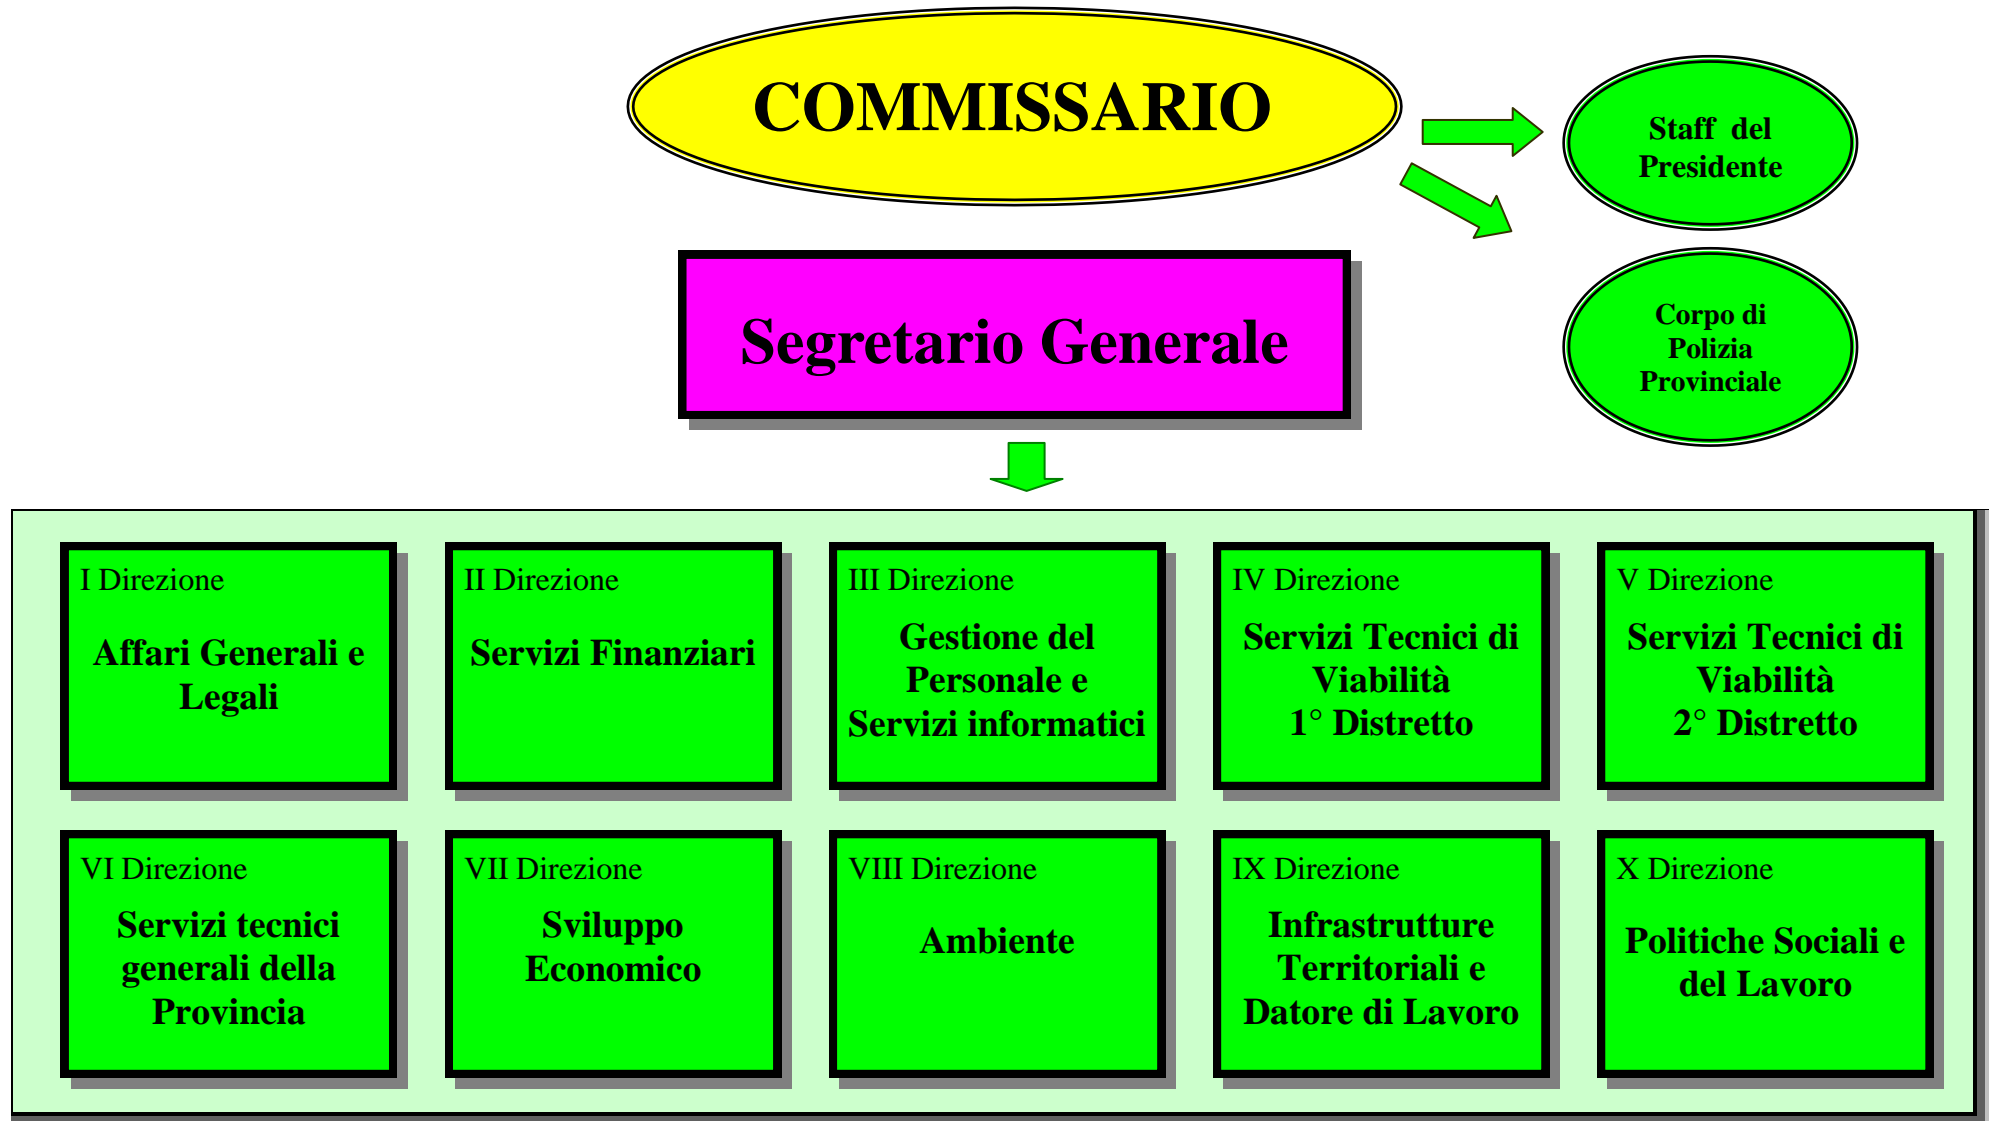 COMMISSARIO
Staff del
Presidente
Segretario Generale
Corpo di
Polizia
Provinciale
I Direzione
Affari Generali e
Legali
II Direzione
Servizi Finanziari
III Direzione
Gestione del
Personale e
Servizi informatici
IV Direzione
Servizi Tecnici di
Viabilità
1° Distretto
V Direzione
Servizi Tecnici di
Viabilità
2° Distretto
VI Direzione
Servizi tecnici
generali della
Provincia
VII Direzione
Sviluppo
Economico
VIII Direzione
Ambiente
IX Direzione
Infrastrutture
Territoriali e
Datore di Lavoro
X Direzione
Politiche Sociali e
del Lavoro